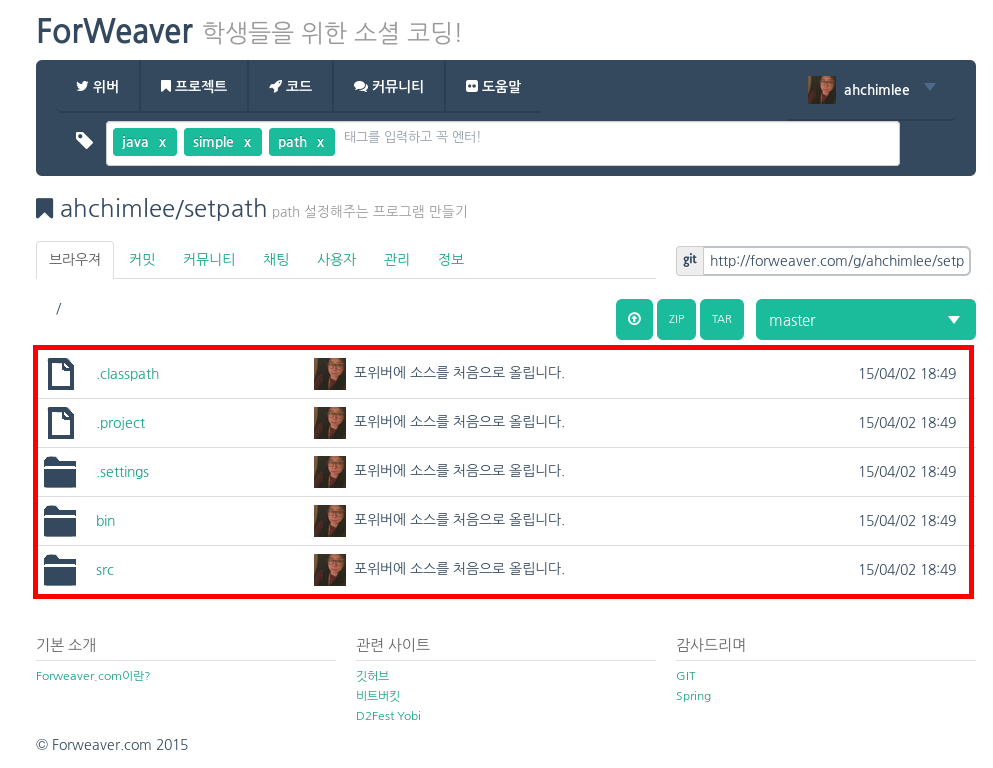 ForWeaver 학생들을 위한 소셜 코딩!
위버 프로젝트 코드 커뮤니티 도움말 ahchimlee
java x simple x path x 태그를 입력하고 꼭 엔터!
ahchimlee/setpath path 설정해주는 프로그램 만들기
브라우져 커밋 커뮤니티 채팅 사용자 관리 정보 git http://forweaver.com/g/ahchimlee/setp
/ ZIP TAR master
.classpath 포위버에 소스를 처음으로 올립니다. 15/04/02 18:49
.project 포위버에 소스를 처음으로 올립니다. 15/04/02 18:49
.settings 포위버에 소스를 처음으로 올립니다. 15/04/02 18:49
bin 포위버에 소스를 처음으로 올립니다. 15/04/02 18:49
src 포위버에 소스를 처음으로 올립니다. 15/04/02 18:49
기본 소개 관련 사이트 감사드리며
Forweaver.com이란? 깃허브 GIT
비트버킷 Spring
D2Fest Yobi
© Forweaver.com 2015